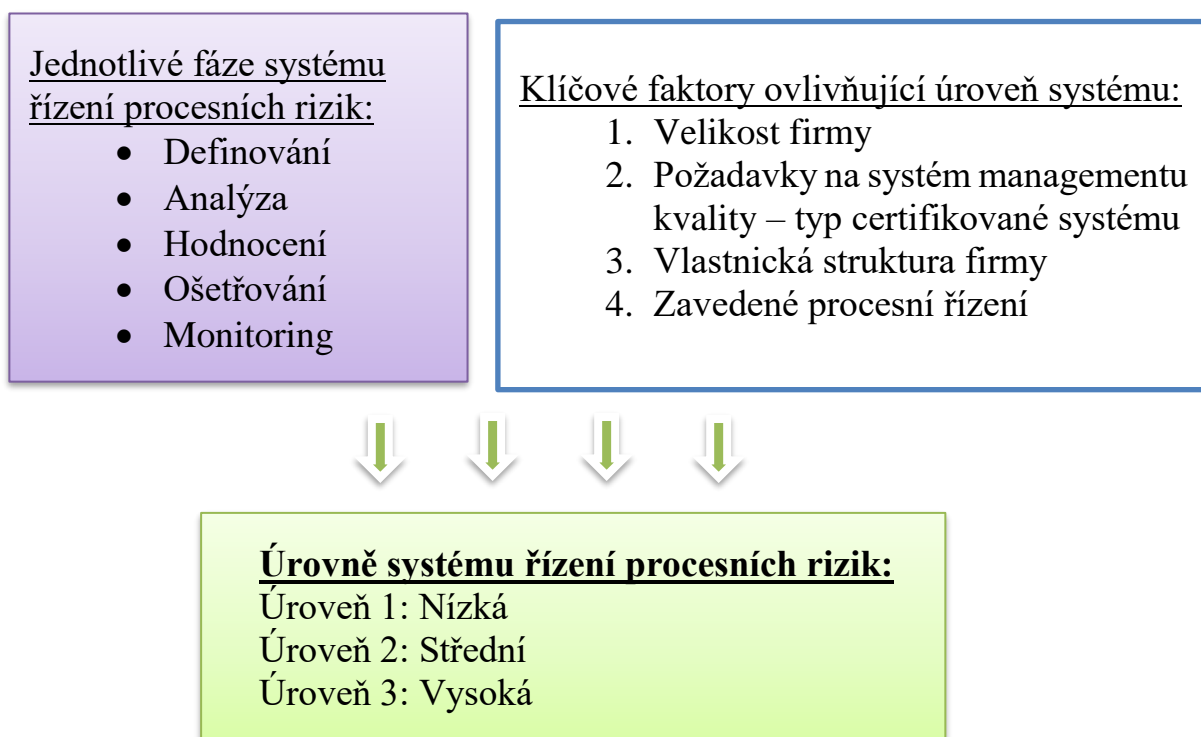 Jednotlivé fáze systému
řízení procesních rizik:
• Definování
• Analýza
• Hodnocení
• Ošetřování
• Monitoring
Klíčové faktory ovlivňující úroveň systému:
1. Velikost firmy
2. Požadavky na systém managementu
kvality – typ certifikované systému
3. Vlastnická struktura firmy
4. Zavedené procesní řízení
Úrovně systému řízení procesních rizik:
Úroveň 1: Nízká
Úroveň 2: Střední
Úroveň 3: Vysoká